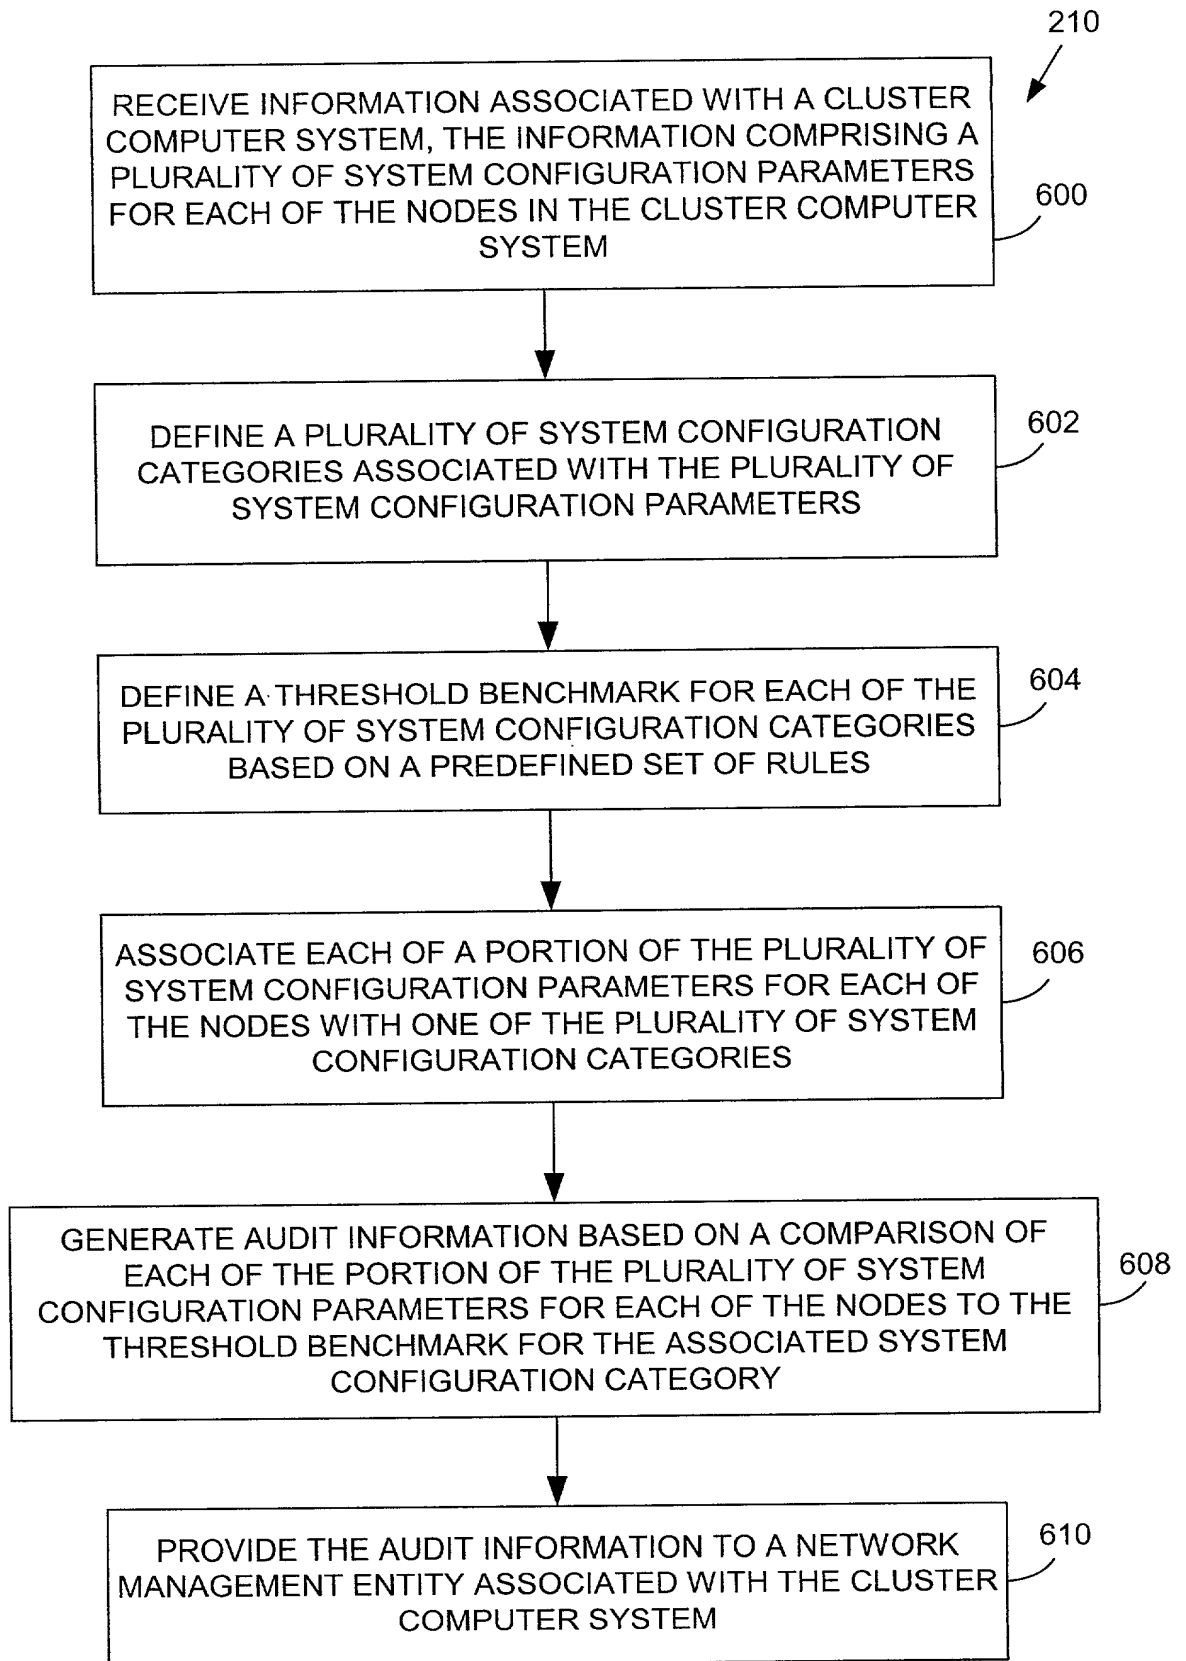 210
RECEIVE INFORMATION ASSOCIATED WITH A CLUSTER
COMPUTER SYSTEM, THE INFORMATION COMPRISING A
PLURALITY OF SYSTEM CONFIGURATION PARAMETERS
FOR EACH OF THE NODES IN THE CLUSTER COMPUTER
SYSTEM
600
DEFINE A PLURALITY OF SYSTEM CONFIGURATION
CATEGORIES ASSOCIATED WITH THE PLURALITY OF
SYSTEM CONFIGURATION PARAMETERS
602
DEFINE A THRESHOLD BENCHMARK FOR EACH OF THE
PLURALITY OF SYSTEM CONFIGURATION CATEGORIES
BASED ON A PREDEFINED SET OF RULES
604
ASSOCIATE EACH OF A PORTION OF THE PLURALITY OF
SYSTEM CONFIGURATION PARAMETERS FOR EACH OF
THE NODES WITH ONE OF THE PLURALITY OF SYSTEM
CONFIGURATION CATEGORIES
606
GENERATE AUDIT INFORMATION BASED ON A COMPARISON OF
EACH OF THE PORTION OF THE PLURALITY OF SYSTEM
CONFIGURATION PARAMETERS FOR EACH OF THE NODES TO THE
THRESHOLD BENCHMARK FOR THE ASSOCIATED SYSTEM
CONFIGURATION CATEGORY
608
PROVIDE THE AUDIT INFORMATION TO A NETWORK
MANAGEMENT ENTITY ASSOCIATED WITH THE CLUSTER
COMPUTER SYSTEM
610